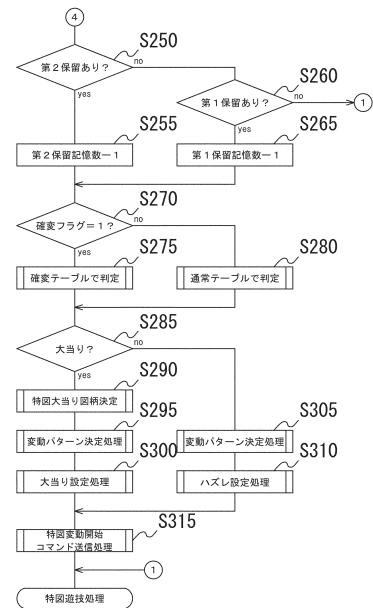 4
S250
第2保留あり?
no
yes
S260
第1保留あり?
no
1
yes
S255
第2保留記憶数ー1
S265
第1保留記憶数ー1
S270
確変フラグ=1?
no
yes
S275
確変テーブルで判定
S280
通常テーブルで判定
S285
大当り?
no
yes
S290
特図大当り図柄決定
S295
変動パターン決定処理
S305
変動パターン決定処理
S300
大当り設定処理
S310
ハズレ設定処理
S315
特図変動開始
コマンド送信処理
1
特図遊技処理